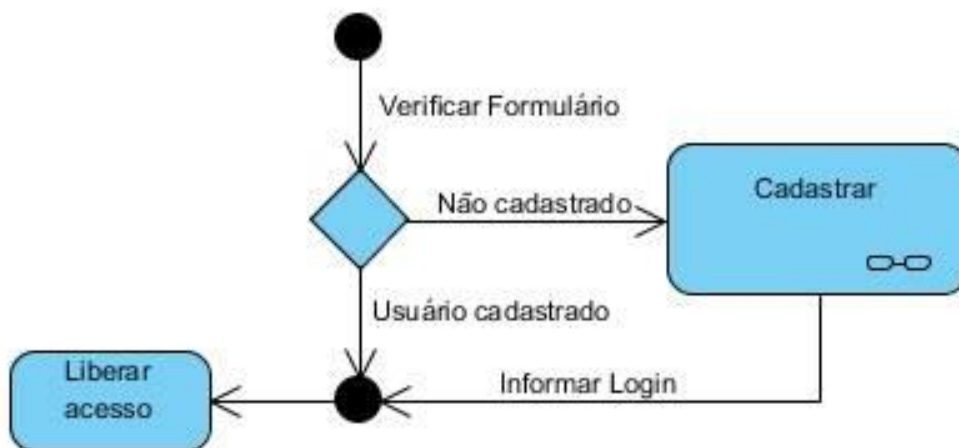 Verificar Formulário
Não cadastrado
Cadastrar
Usuário cadastrado
Liberar
acesso
Informar Login